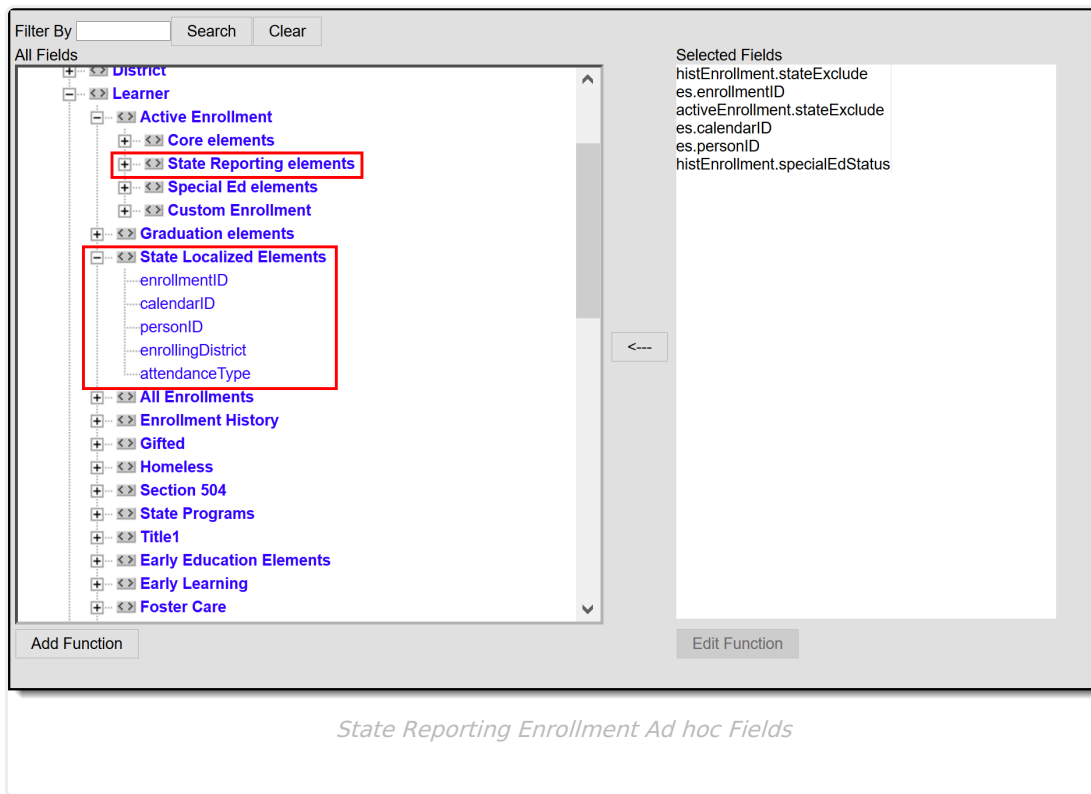 Filter By Search Clear
All Fields
District
Learner
Active Enrollment
Core elements
State Reporting elements
Special Ed elements
Custom Enrollment
Graduation elements
State Localized Elements
enrollmentID
calendarID
personID
enrollingDistrict
attendanceType
All Enrollments
Enrollment History
Gifted
Homeless
Section 504
State Programs
Title1
Early Education Elements
Early Learning
Foster Care
Add Function
<---
Selected Fields
histEnrollment.stateExclude
es.enrollmentID
activeEnrollment.stateExclude
es.calendarID
es.personID
histEnrollment.specialEdStatus
Edit Function
State Reporting Enrollment Ad hoc Fields